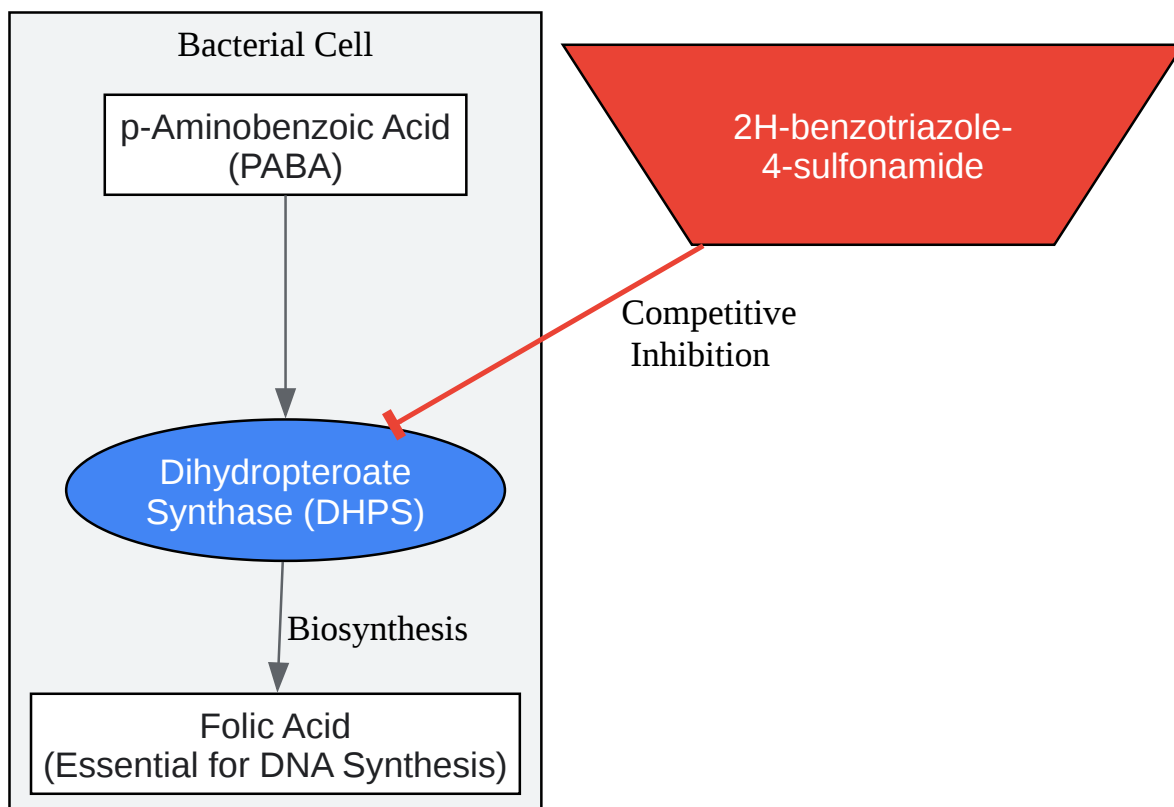 Bacterial Cell
p-Aminobenzoic Acid
(PABA)
2H-benzotriazole-
4-sulfonamide
Competitive
Inhibition
Dihydropteroate
Synthase (DHPS)
Biosynthesis
Folic Acid
(Essential for DNA Synthesis)